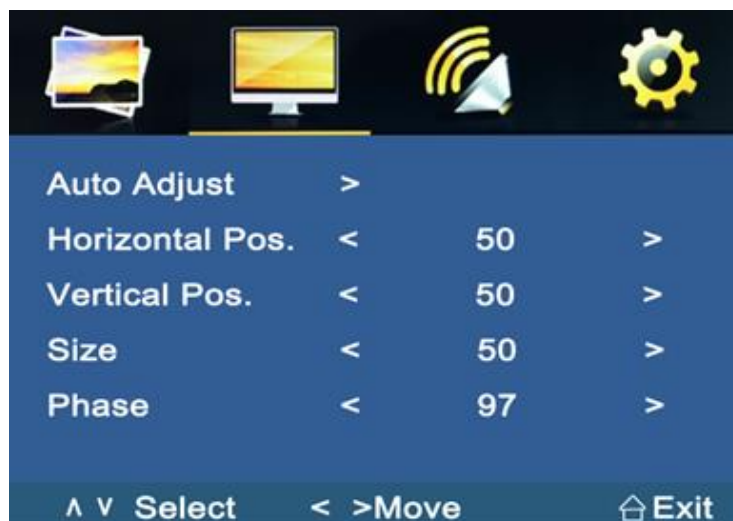 Auto Adjust >
Horizontal Pos. < 50 >
Vertical Pos. < 50 >
Size < 50 >
Phase < 97 >
∧ ∨ Select < >Move Exit